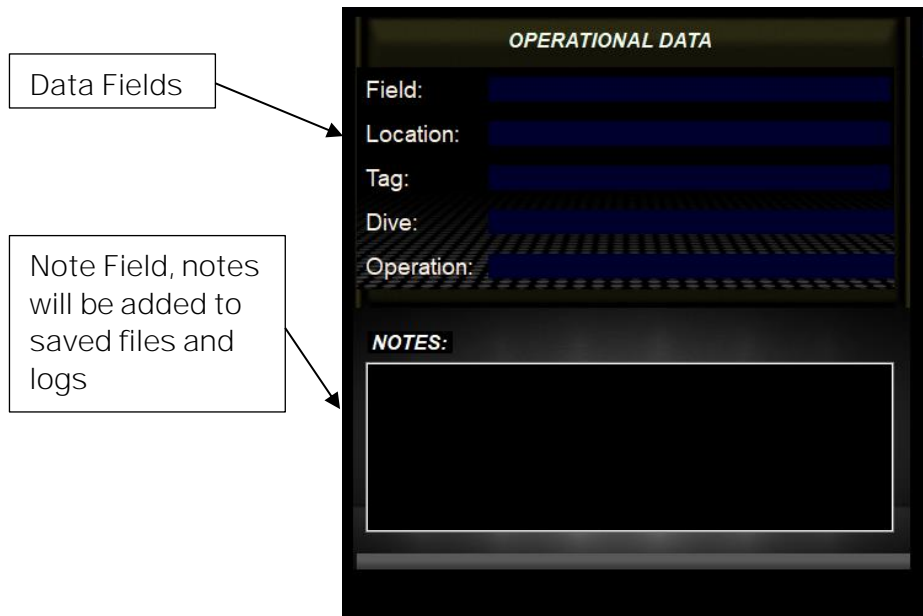 Data Fields
Note Field, notes
will be added to
saved files and
logs
OPERATIONAL DATA
Field:
Location:
Tag:
Dive:
Operation:
NOTES: